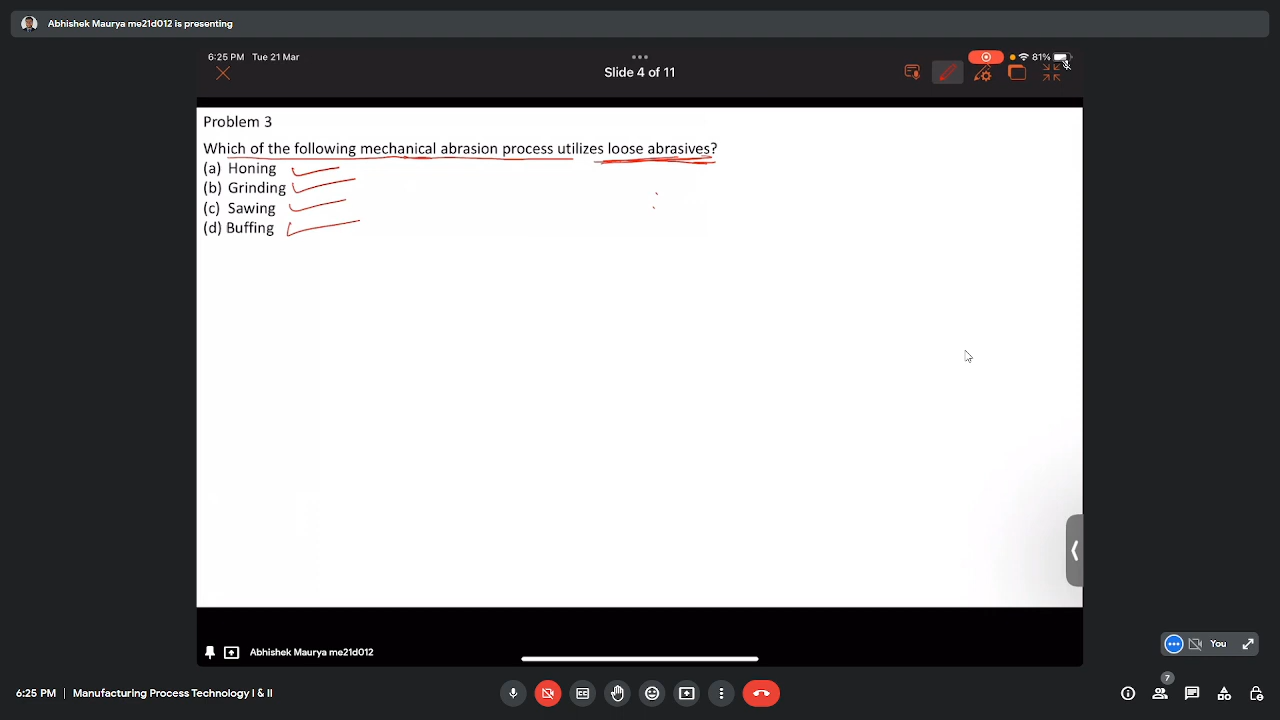 Abhishek Maurya me21d012 is presenting
6:25 PM Tue 21 Mar
81%
Slide 4 of 11
Problem 3
Which of the following mechanical abrasion process utilizes loose abrasives?
(a) Honing
(b) Grinding
(c) Sawing
(d) Buffing
You
Abhishek Maurya me21d012
7
6:25 PM | Manufacturing Process Technology I & II